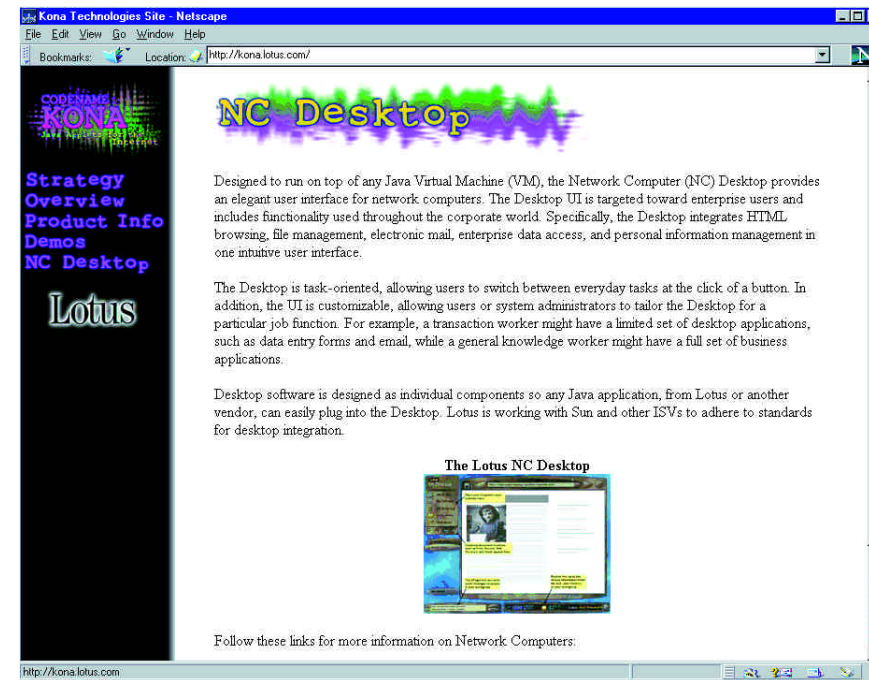 Kona Technologies Site - Netscape
File Edit View Go Window Help
Bookmarks: Location: http://kona.lotus.com/
CODENAME
KONA
Java Applets for the
Internet
Strategy
Overview
Product Info
Demos
NC Desktop
Lotus
NC Desktop
Designed to run on top of any Java Virtual Machine (VM), the Network Computer (NC) Desktop provides
an elegant user interface for network computers. The Desktop UI is targeted toward enterprise users and
includes functionality used throughout the corporate world. Specifically, the Desktop integrates HTML
browsing, file management, electronic mail, enterprise data access, and personal information management in
one intuitive user interface.
The Desktop is task-oriented, allowing users to switch between everyday tasks at the click of a button. In
addition, the UI is customizable, allowing users or system administrators to tailor the Desktop for a
particular job function. For example, a transaction worker might have a limited set of desktop applications,
such as data entry forms and email, while a general knowledge worker might have a full set of business
applications.
Desktop software is designed as individual components so any Java application, from Lotus or another
vendor, can easily plug into the Desktop. Lotus is working with Sun and other ISVs to adhere to standards
for desktop integration.
The Lotus NC Desktop
Follow these links for more information on Network Computers:
http://kona.lotus.com